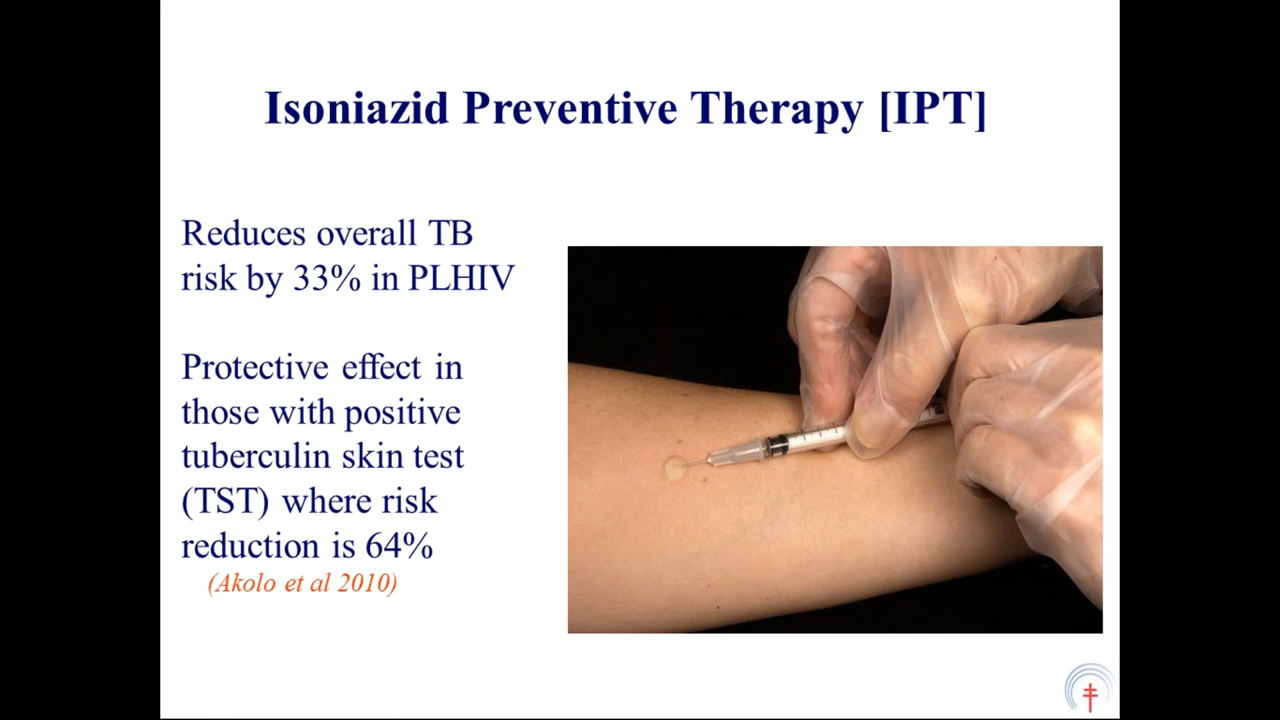 Isoniazid Preventive Therapy [IPT]
Reduces overall TB
risk by 33% in PLHIV
Protective effect in
those with positive
tuberculin skin test
(TST) where risk
reduction is 64%
(Akolo et al 2010)